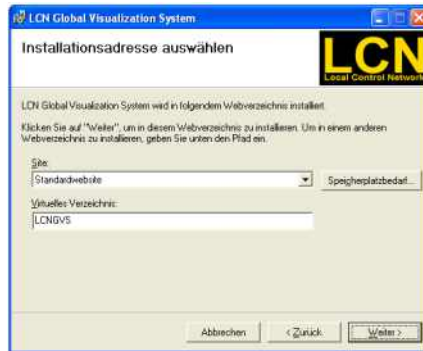 LCN Global Visualization System
Installationsadresse auswählen
LCN
Local Control Network
LCN Global Visualization System wird in folgendem Webverzeichnis installiert.
Klicken Sie auf "Weiter", um in diesem Webverzeichnis zu installieren. Um in einem anderen
Webverzeichnis zu installieren, geben Sie unten den Pfad ein.
Site:
Standardwebsite
Speigherplatzbedarf...
Virtuelles Verzeichnis:
LCNGVS
Abbrechen
< Zurück
Weiter >